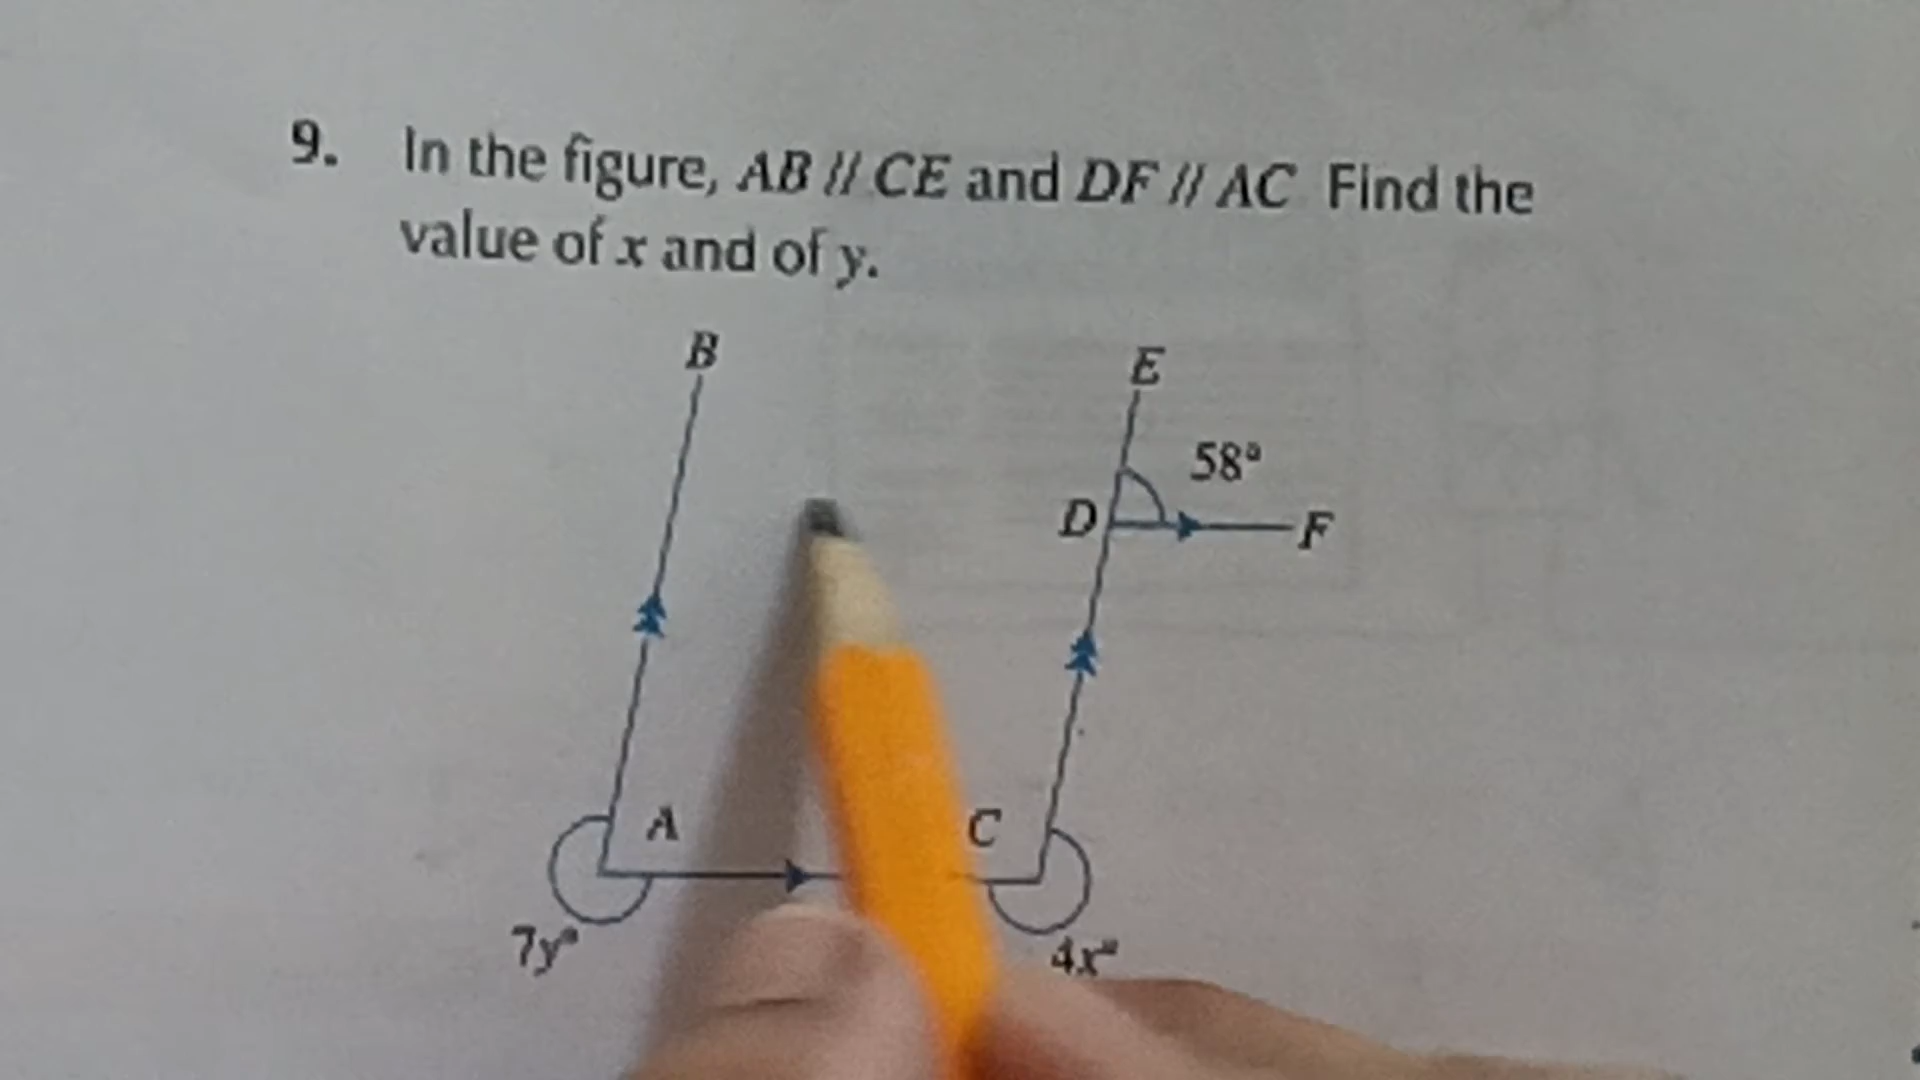 9. In the figure, AB // CE and DF // AC Find the
value of x and of y.
B
E
58°
D
F
A
C
7y°
4x°